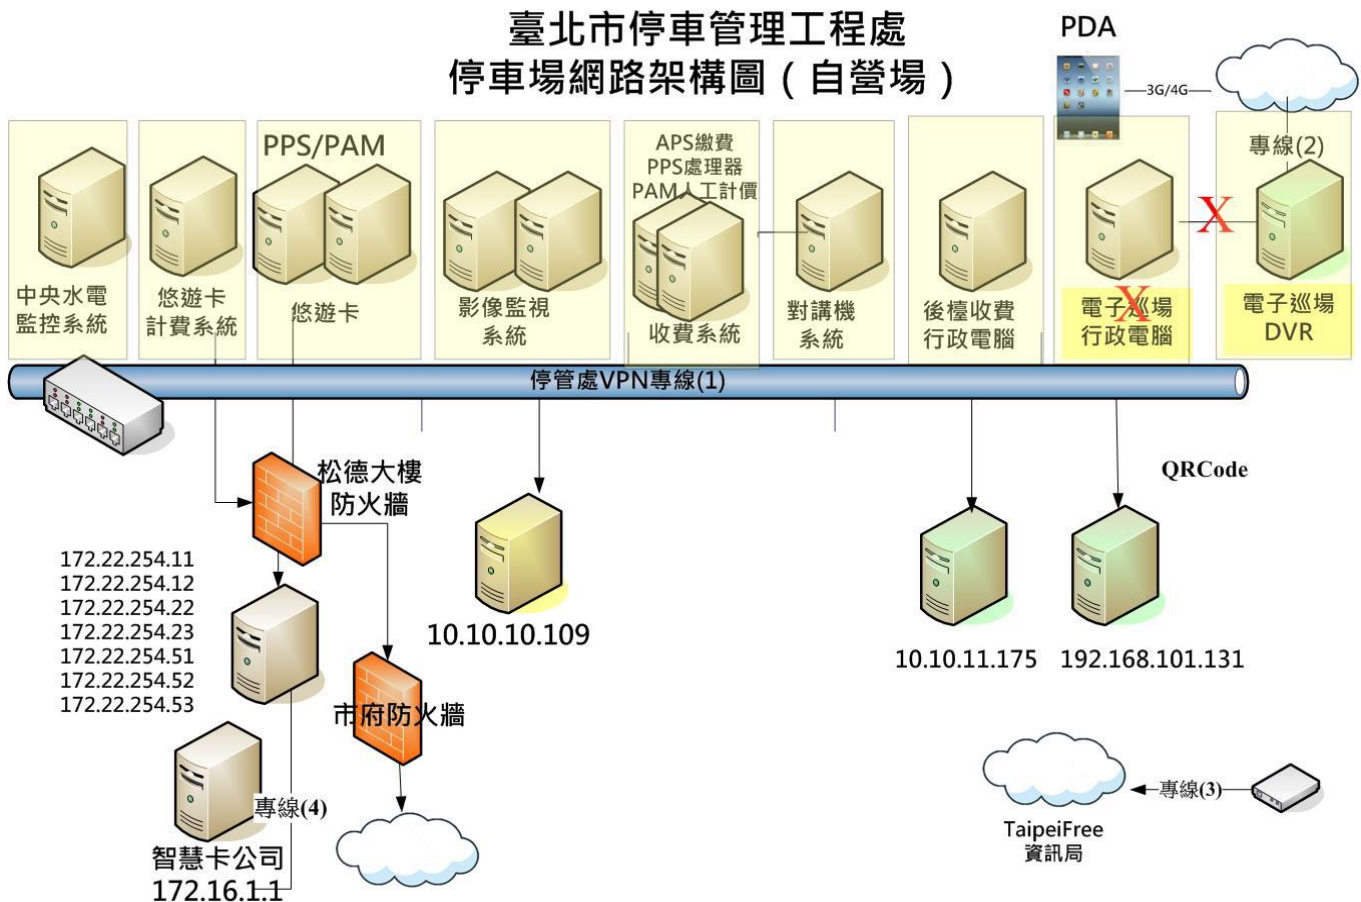 臺北市停車管理工程處
停車場網路架構圖（自營場）
PDA
3G/4G
專線(2)
PPS/PAM
APS繳費
PPS處理器
PAM人工計價
中央水電
監控系統
悠遊卡
計費系統
悠遊卡
影像監視
系統
收費系統
對講機
系統
後檯收費
行政電腦
X
電子巡場
行政電腦
X
電子巡場
DVR
停管處VPN專線(1)
松德大樓
防火牆
QRCode
172.22.254.11
172.22.254.12
172.22.254.22
172.22.254.23
172.22.254.51
172.22.254.52
172.22.254.53
10.10.10.109
10.10.11.175
192.168.101.131
市府防火牆
專線(4)
智慧卡公司
172.16.1.1
專線(3)
TaipeiFree
資訊局